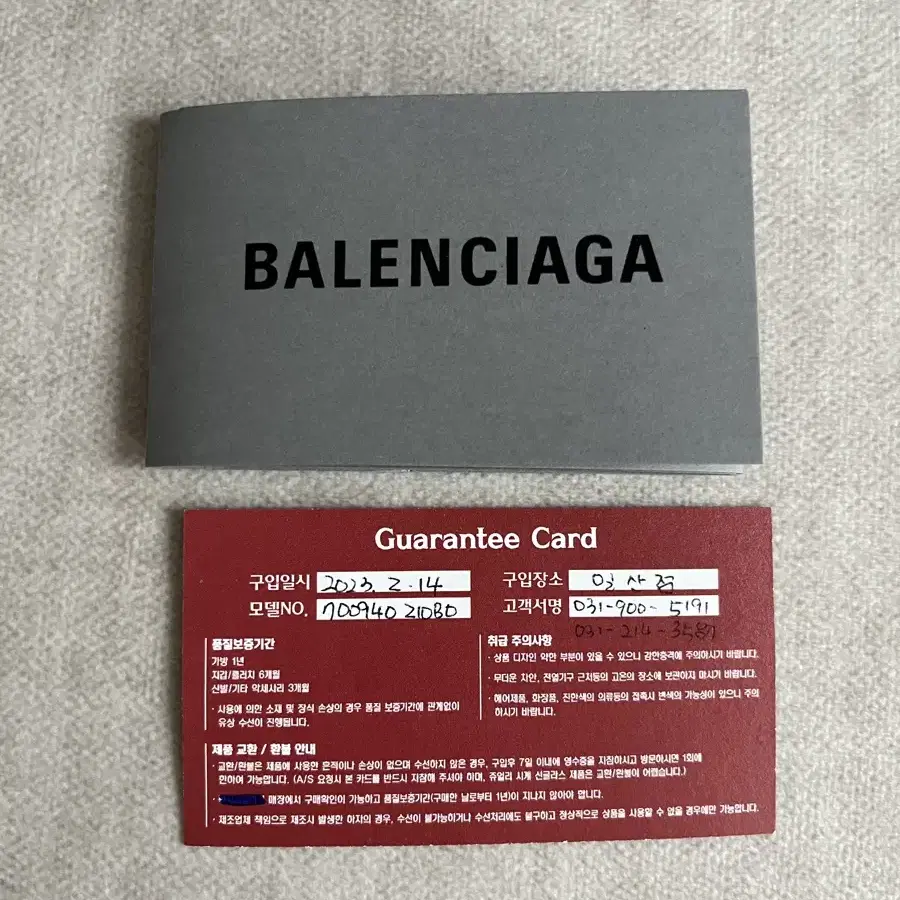 BALENCIAGA
Guarantee Card
구입일시 2023. 2. 14
모델NO. 700940 210B0
구입장소 일산점
고객서명 031-900-5191
031-214-35
품질보증기간
가방 1년
지갑/클러치 6개월
신발/기타 악세사리 3개월
· 사용에 의한 소재 및 장식 손상의 경우 품질 보증기간에 관계없이
유상 수선이 진행됩니다.
취급 주의사항
· 상품 디자인 약한 부분이 있을 수 있으니 강한충격에 주의하시기 바랍니다.
· 무더운 차안, 전열기구 근처등의 고온의 장소에 보관하지 마시기 바랍니다.
· 헤어제품, 화장품, 진한색의 의류등의 접촉시 변색의 가능성이 있으니 주의
하시기 바랍니다.
제품 교환 / 환불 안내
· 교환/환불은 제품에 사용한 흔적이나 손상이 없으며 수선하지 않은 경우, 구입후 7일 이내에 영수증을 지참하시고 방문하시면 1회에
한하여 가능합니다. (A/S 요청시 본 카드를 반드시 지참해 주셔야 하며, 쥬얼리 시계 선글라스 제품은 교환/환불이 어렵습니다.)
· 매장에서 구매확인이 가능하고 품질보증기간(구매한 날로부터 1년)이 지나지 않아야 합니다.
· 제조업체 책임으로 제조시 발생한 하자의 경우, 수선이 불가능하거나 수선처리에도 불구하고 정상적으로 상품을 사용할 수 없을 경우에만 가능합니다.